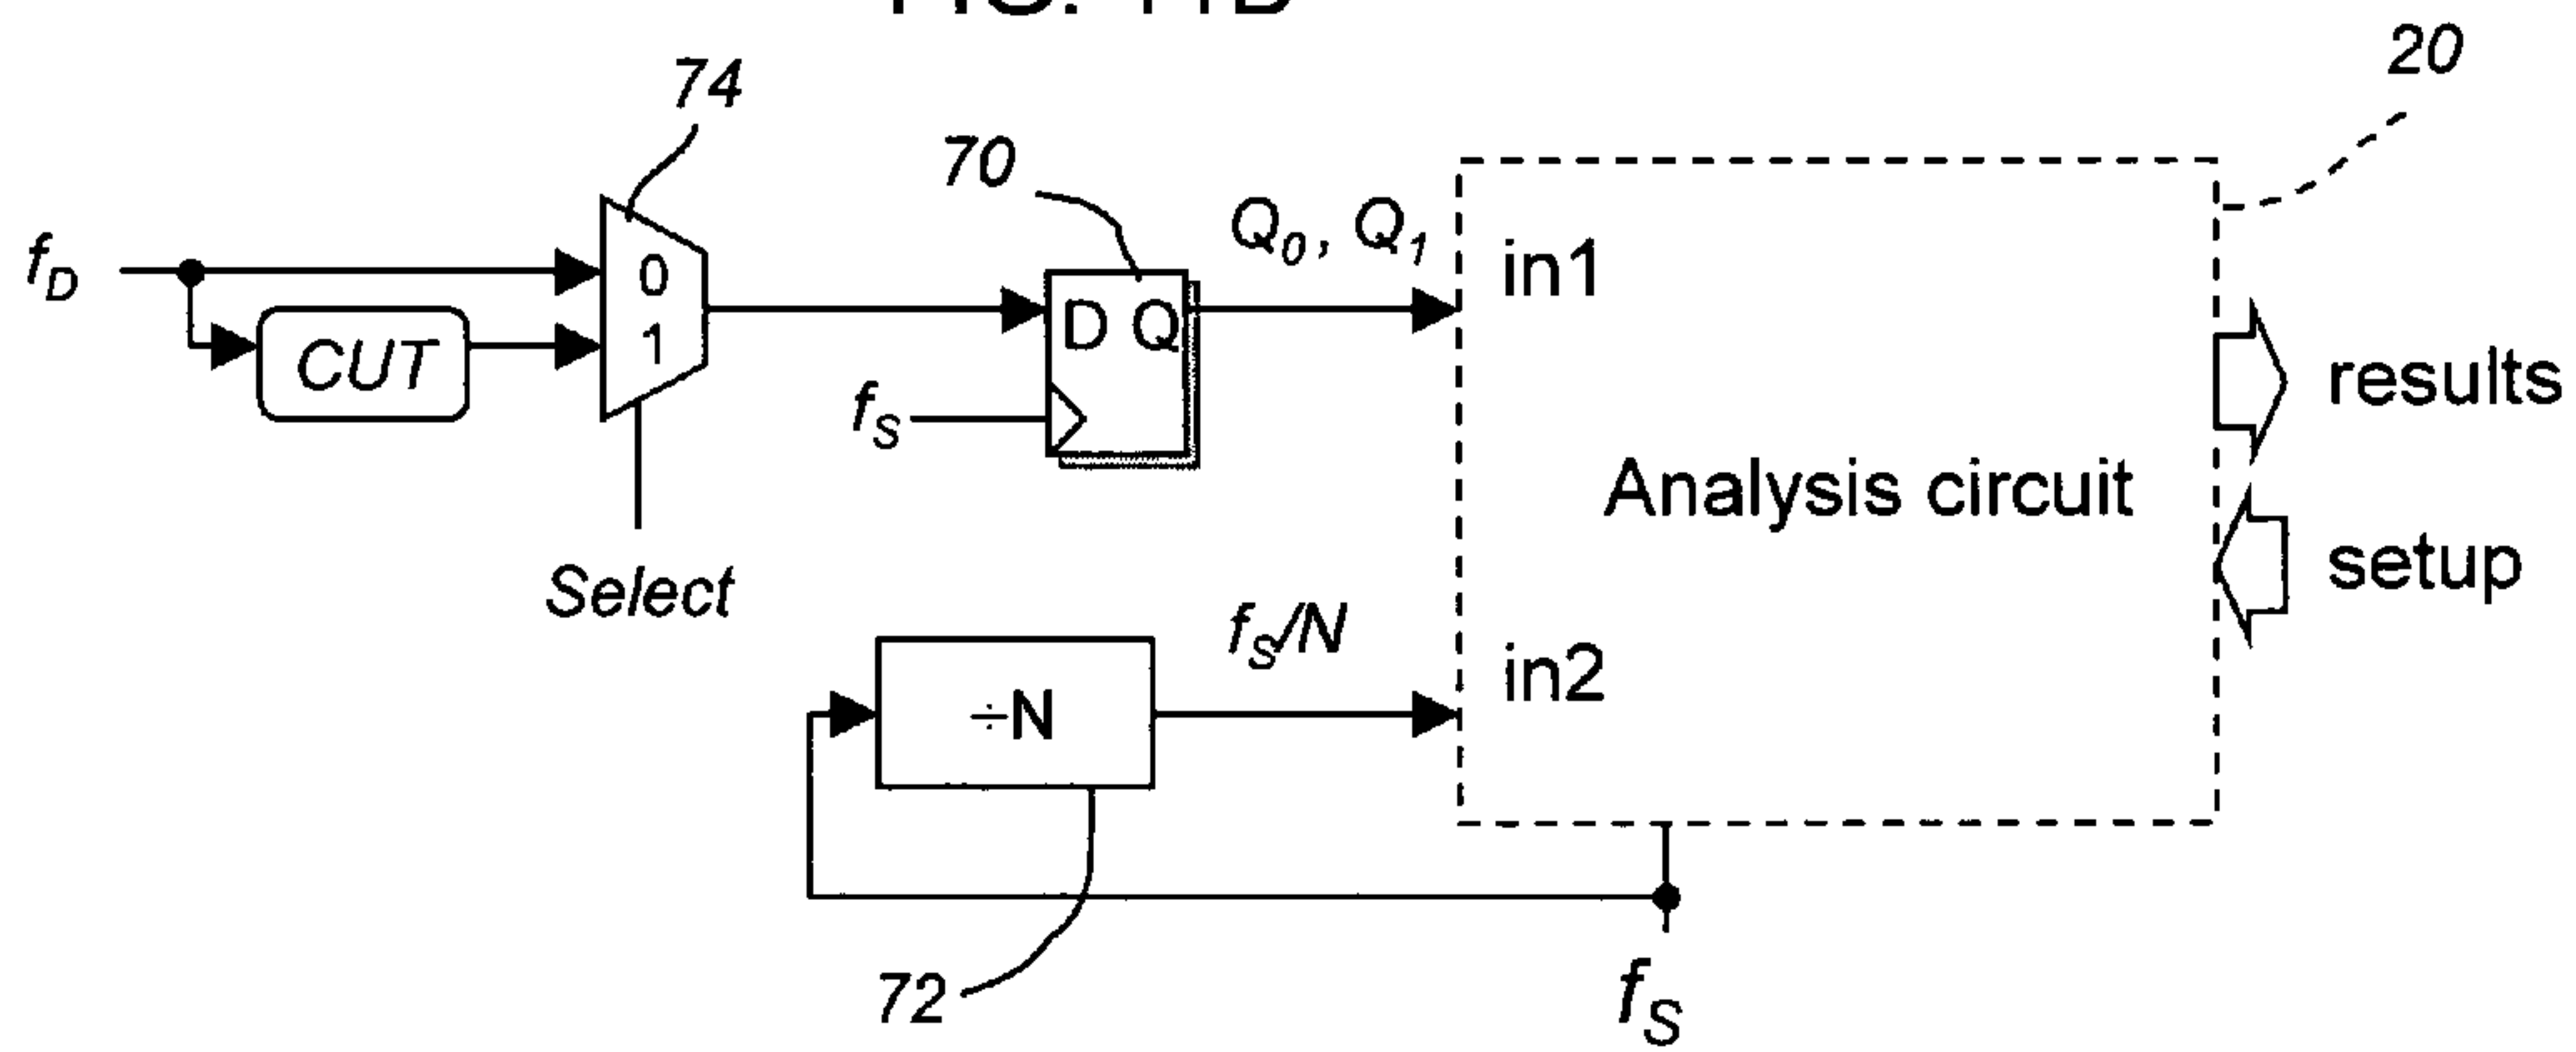 20
74
70
Q0, Q1
fD
0
in1
1
D Q
CUT
results
fS
Analysis circuit
setup
Select
fS/N
in2
÷N
72
fS